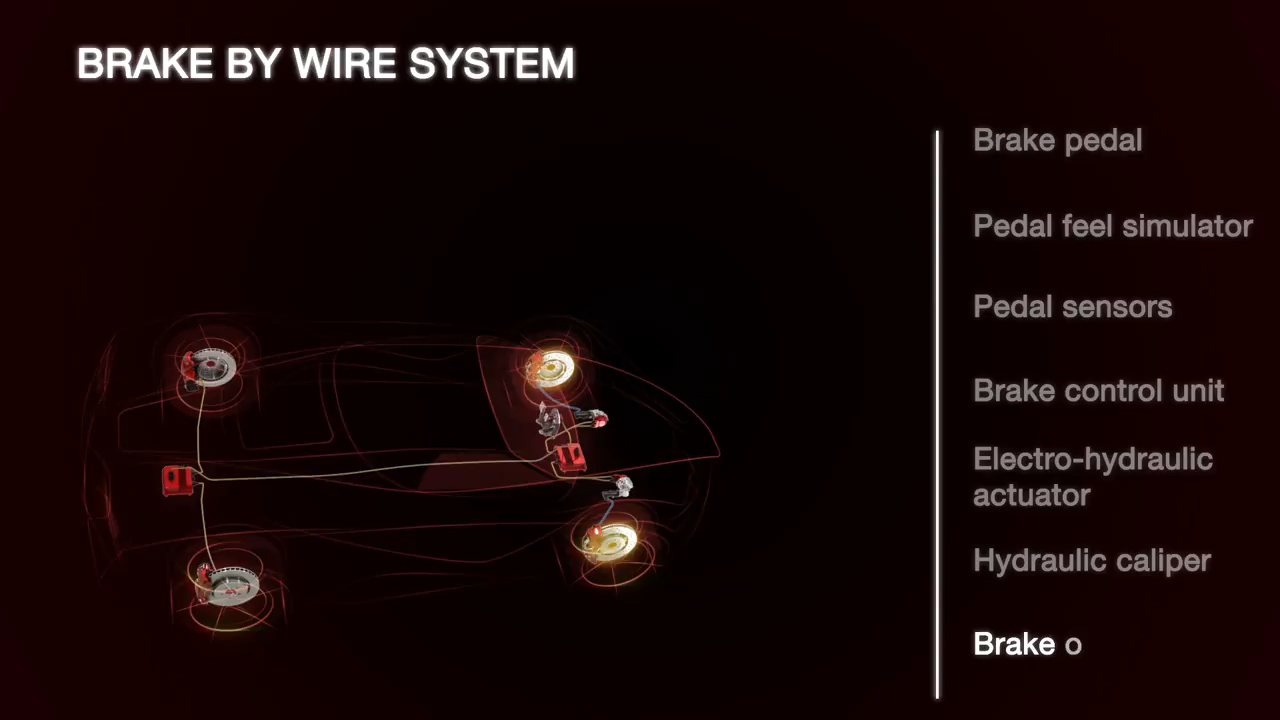 BRAKE BY WIRE SYSTEM
Brake pedal
Pedal feel simulator
Pedal sensors
Brake control unit
Electro-hydraulic
actuator
Hydraulic caliper
Brake o